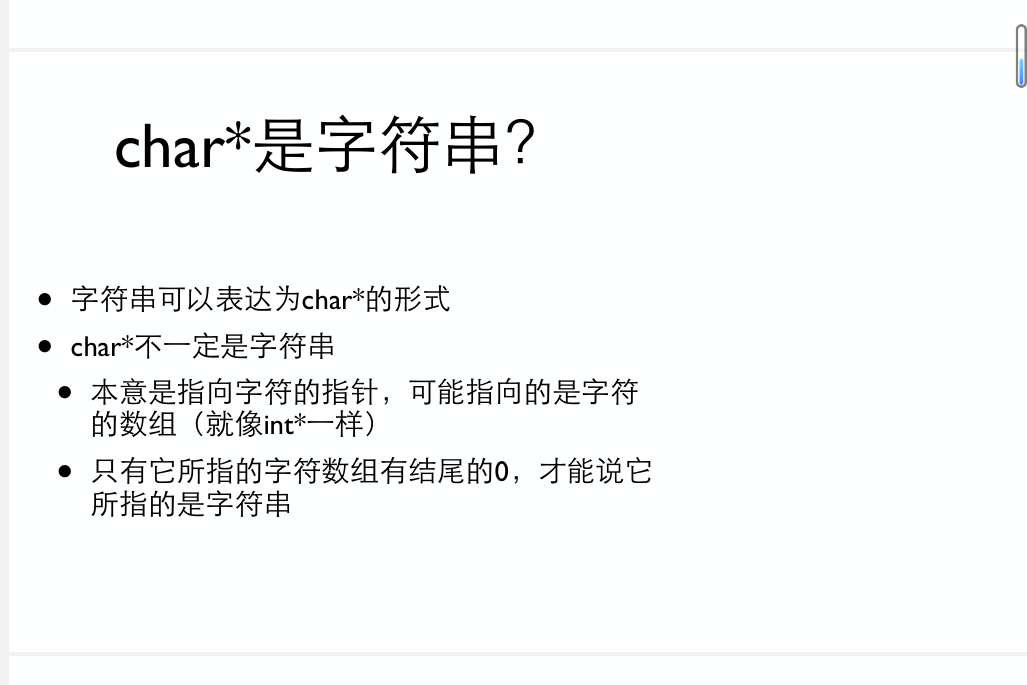 char*是字符串？
字符串可以表达为char*的形式
char*不一定是字符串
本意是指向字符的指针，可能指向的是字符
的数组（就像int*一样）
只有它所指的字符数组有结尾的0，才能说它
所指的是字符串